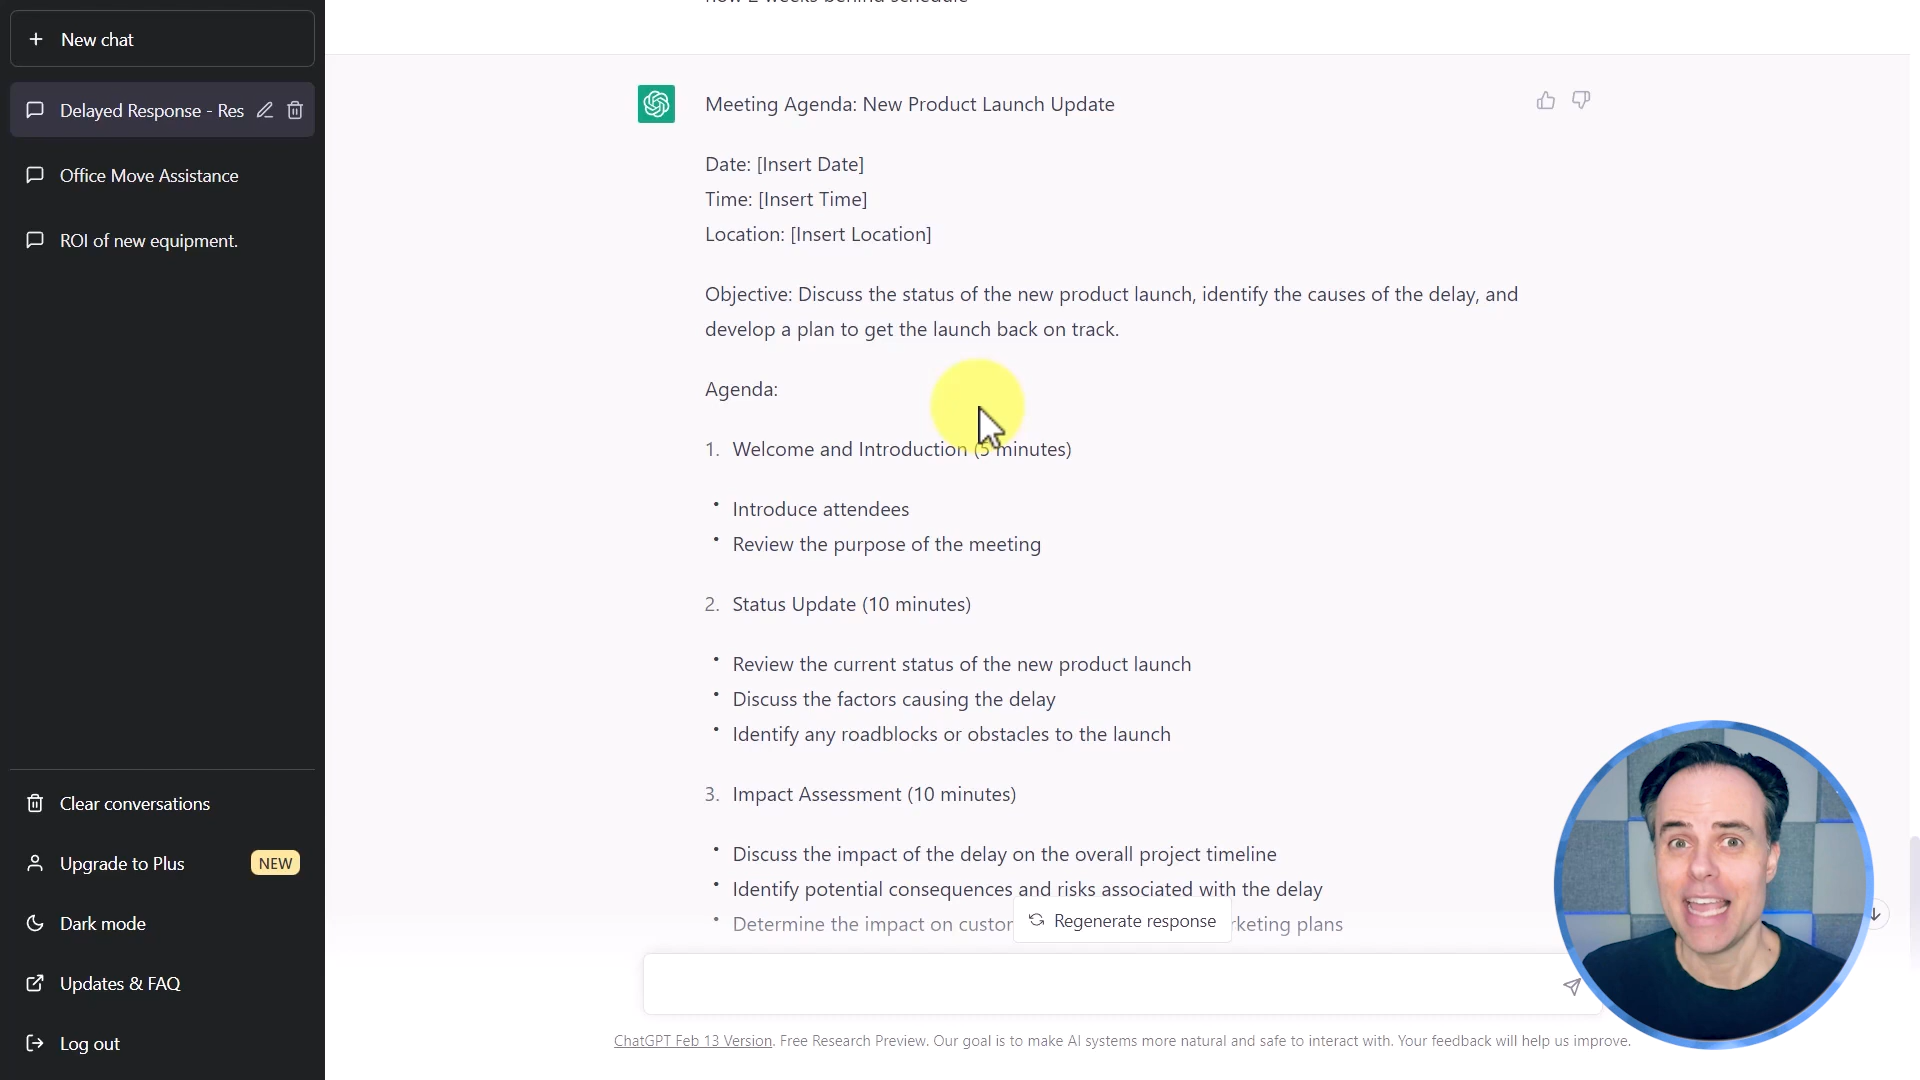 New chat
Delayed Response - Res
Office Move Assistance
ROI of new equipment.
Clear conversations
Upgrade to Plus NEW
Dark mode
Updates & FAQ
Log out
now 2 weeks behind schedule
Meeting Agenda: New Product Launch Update
Date: [Insert Date]
Time: [Insert Time]
Location: [Insert Location]
Objective: Discuss the status of the new product launch, identify the causes of the delay, and
develop a plan to get the launch back on track.
Agenda:
1. Welcome and Introduction (5 minutes)
• Introduce attendees
• Review the purpose of the meeting
2. Status Update (10 minutes)
• Review the current status of the new product launch
• Discuss the factors causing the delay
• Identify any roadblocks or obstacles to the launch
3. Impact Assessment (10 minutes)
• Discuss the impact of the delay on the overall project timeline
• Identify potential consequences and risks associated with the delay
• Determine the impact on custom rketing plans
Regenerate response
ChatGPT Feb 13 Version. Free Research Preview. Our goal is to make AI systems more natural and safe to interact with. Your feedback will help us improve.